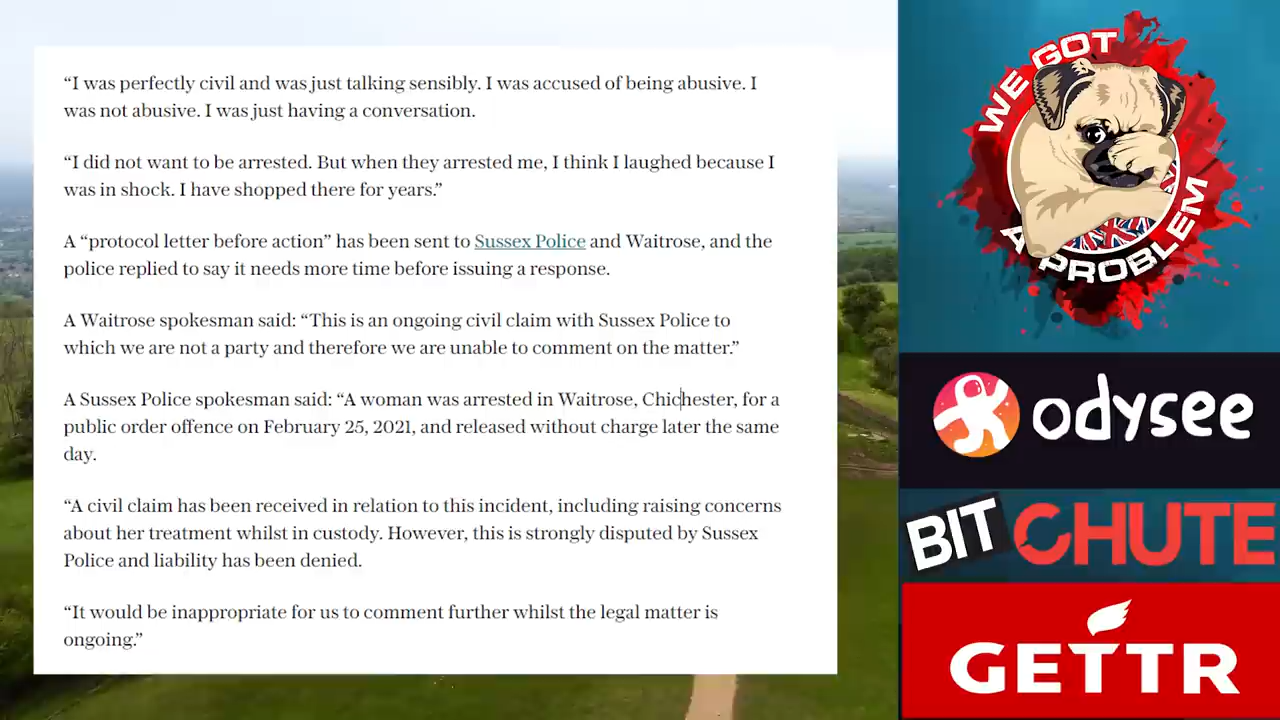 “I was perfectly civil and was just talking sensibly. I was accused of being abusive. I
was not abusive. I was just having a conversation.
“I did not want to be arrested. But when they arrested me, I think I laughed because I
was in shock. I have shopped there for years.”
A “protocol letter before action” has been sent to Sussex Police and Waitrose, and the
police replied to say it needs more time before issuing a response.
A Waitrose spokesman said: “This is an ongoing civil claim with Sussex Police to
which we are not a party and therefore we are unable to comment on the matter.”
A Sussex Police spokesman said: “A woman was arrested in Waitrose, Chichester, for a
public order offence on February 25, 2021, and released without charge later the same
day.
“A civil claim has been received in relation to this incident, including raising concerns
about her treatment whilst in custody. However, this is strongly disputed by Sussex
Police and liability has been denied.
“It would be inappropriate for us to comment further whilst the legal matter is
ongoing.”
WE GOT
A PROBLEM
odysee
BITCHUTE
GETTR